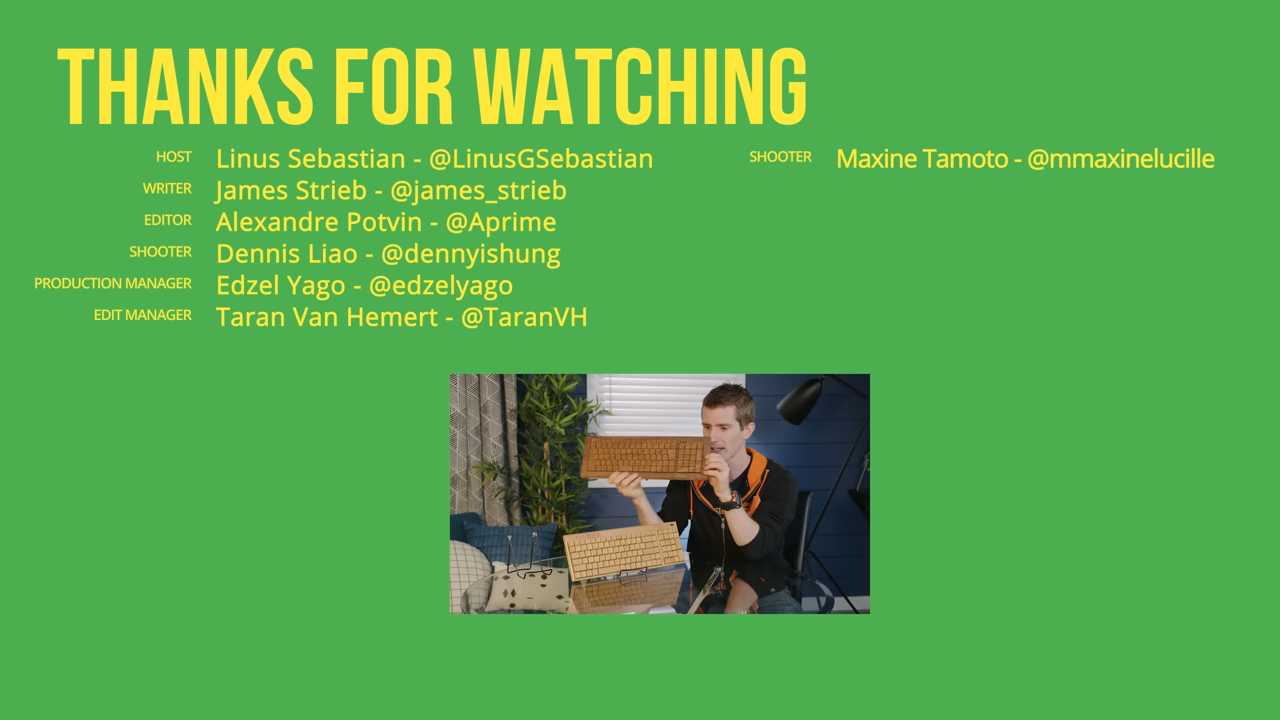 THANKS FOR WATCHING
HOST Linus Sebastian - @LinusGSebastian
WRITER James Strieb - @james_strieb
EDITOR Alexandre Potvin - @Aprime
SHOOTER Dennis Liao - @dennyishung
PRODUCTION MANAGER Edzel Yago - @edzelyago
EDIT MANAGER Taran Van Hemert - @TaranVH
SHOOTER Maxine Tamoto - @mmaxinelucille